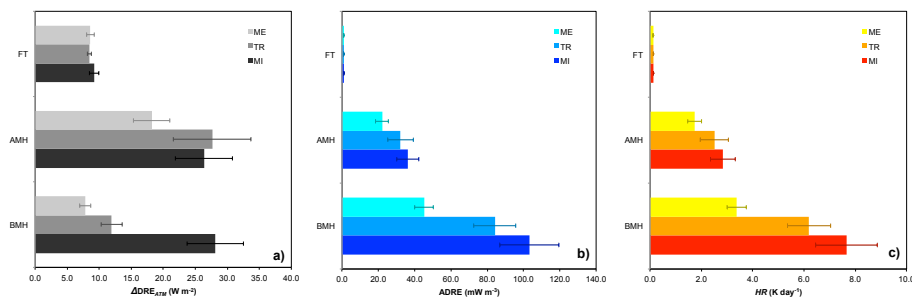 FT
AMH
BMH
ME
TR
MI
a)
0.0 5.0 10.0 15.0 20.0 25.0 30.0 35.0 40.0
ΔDRE_ATM (W m-2)
FT
AMH
BMH
ME
TR
MI
b)
0.0 20.0 40.0 60.0 80.0 100.0 120.0 140.0
ADRE (mW m-3)
FT
AMH
BMH
ME
TR
MI
c)
0.0 2.0 4.0 6.0 8.0 10.0
HR (K day-1)